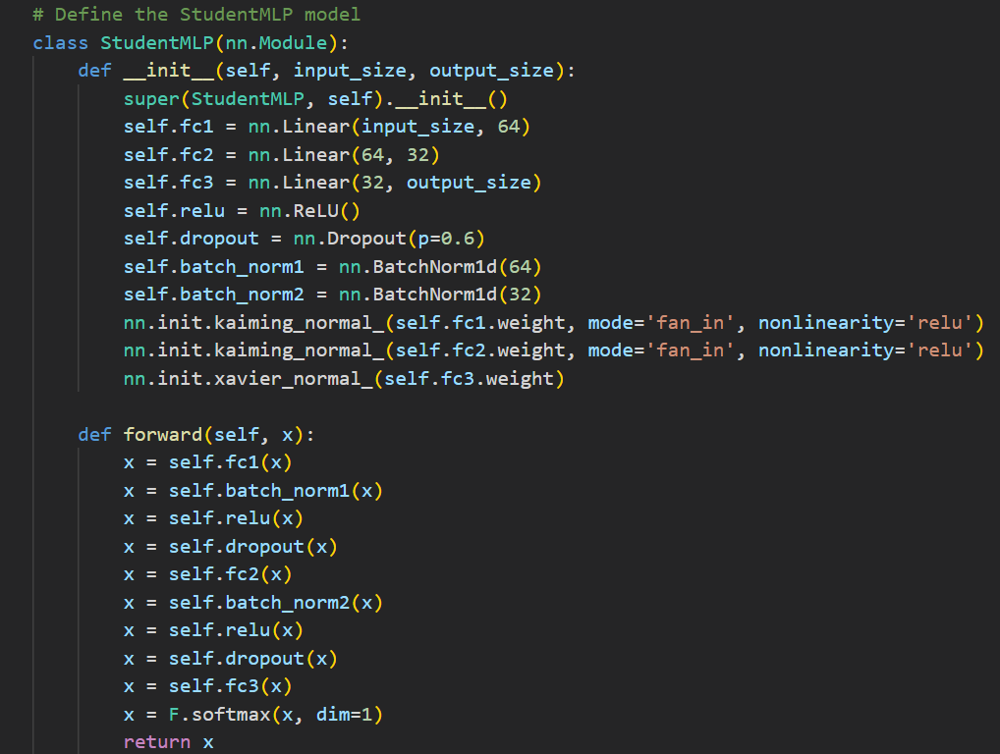 # Define the StudentMLP model
class StudentMLP(nn.Module):
    def __init__(self, input_size, output_size):
        super(StudentMLP, self).__init__()
        self.fc1 = nn.Linear(input_size, 64)
        self.fc2 = nn.Linear(64, 32)
        self.fc3 = nn.Linear(32, output_size)
        self.relu = nn.ReLU()
        self.dropout = nn.Dropout(p=0.6)
        self.batch_norm1 = nn.BatchNorm1d(64)
        self.batch_norm2 = nn.BatchNorm1d(32)
        nn.init.kaiming_normal_(self.fc1.weight, mode='fan_in', nonlinearity='relu')
        nn.init.kaiming_normal_(self.fc2.weight, mode='fan_in', nonlinearity='relu')
        nn.init.xavier_normal_(self.fc3.weight)

    def forward(self, x):
        x = self.fc1(x)
        x = self.batch_norm1(x)
        x = self.relu(x)
        x = self.dropout(x)
        x = self.fc2(x)
        x = self.batch_norm2(x)
        x = self.relu(x)
        x = self.dropout(x)
        x = self.fc3(x)
        x = F.softmax(x, dim=1)
        return x